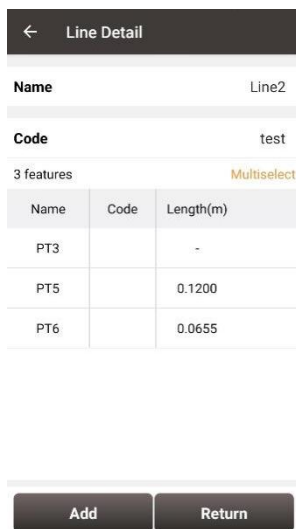 Line Detail
Name Line2
Code test
3 features Multiselect
Name Code Length(m)
PT3 -
PT5 0.1200
PT6 0.0655
Add Return